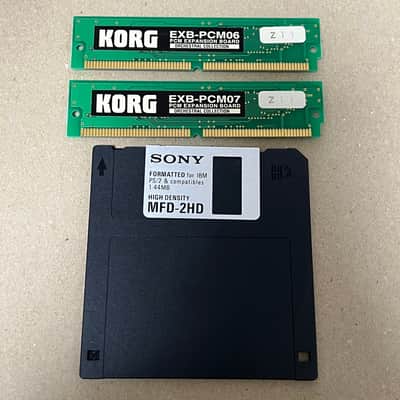 KORG
EXB-PCM06
PCM EXPANSION BOARD
ORCHESTRAL COLLECTION
KORG
EXB-PCM07
PCM EXPANSION BOARD
ORCHESTRAL COLLECTION
SONY
FORMATTED for IBM
PS/2 & compatibles
1.44MB
HIGH DENSITY
MFD-2HD